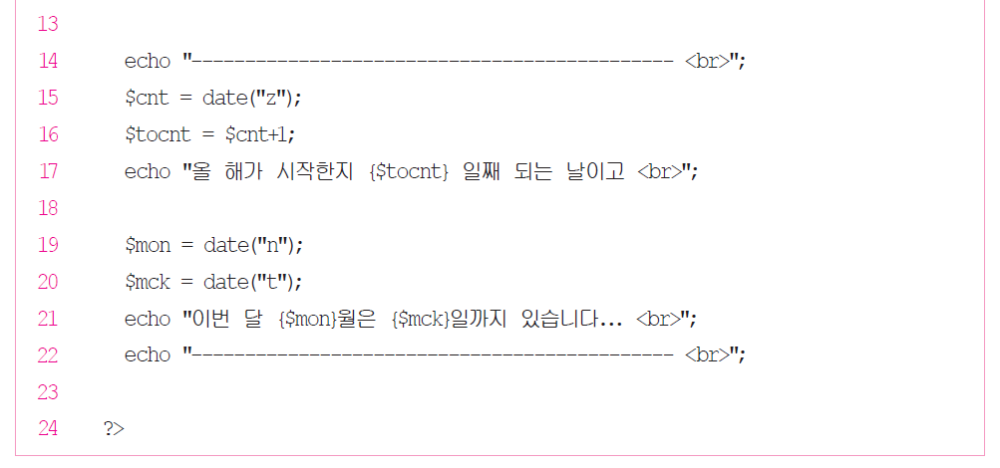 13
14 echo "--------------------------------------------- <br>";
15 $cnt = date("z");
16 $tocnt = $cnt+1;
17 echo "올 해가 시작한지 {$tocnt} 일째 되는 날이고 <br>";
18
19 $mon = date("n");
20 $mck = date("t");
21 echo "이번 달 {$mon}월은 {$mck}일까지 있습니다... <br>";
22 echo "--------------------------------------------- <br>";
23
24 ?>